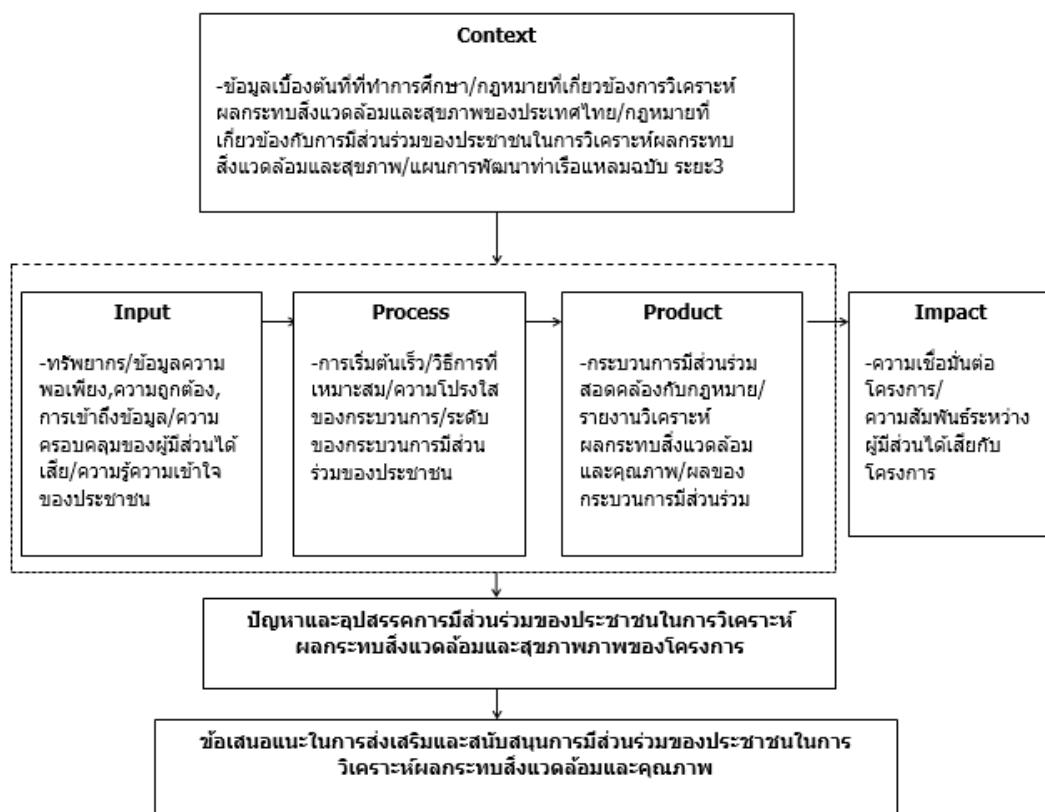 Context
-ข้อมูลเบื้องต้นที่ที่ทำการศึกษา/กฎหมายที่เกี่ยวข้องการวิเคราะห์
ผลกระทบสิ่งแวดล้อมและสุขภาพของประเทศไทย/กฎหมายที่
เกี่ยวข้องกับการมีส่วนร่วมของประชาชนในการวิเคราะห์ผลกระทบ
สิ่งแวดล้อมและสุขภาพ/แผนการพัฒนาท่าเรือแหลมฉบับ ระยะ3
Input
-ทรัพยากร/ข้อมูลความ
พอเพียง,ความถูกต้อง,
การเข้าถึงข้อมูล/ความ
ครอบคลุมของผู้มีส่วนได้
เสีย/ความรู้ความเข้าใจ
ของประชาชน
Process
-การเริ่มต้นเร็ว/วิธีการที่
เหมาะสม/ความโปรงใส
ของกระบวนการ/ระดับ
ของกระบวนการมีส่วน
ร่วมของประชาชน
Product
-กระบวนการมีส่วนร่วม
สอดคล้องกับกฎหมาย/
รายงานวิเคราะห์
ผลกระทบสิ่งแวดล้อม
และคุณภาพ/ผลของ
กระบวนการมีส่วนร่วม
Impact
-ความเชื่อมั่นต่อ
โครงการ/
ความสัมพันธ์ระหว่าง
ผู้มีส่วนได้เสียกับ
โครงการ
ปัญหาและอุปสรรคการมีส่วนร่วมของประชาชนในการวิเคราะห์
ผลกระทบสิ่งแวดล้อมและสุขภาพภาพของโครงการ
ข้อเสนอแนะในการส่งเสริมและสนับสนุนการมีส่วนร่วมของประชาชนในการ
วิเคราะห์ผลกระทบสิ่งแวดล้อมและคุณภาพ